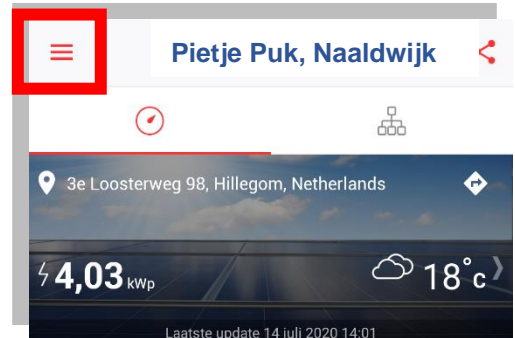 Pietje Puk, Naaldwijk
3e Loosterweg 98, Hillegom, Netherlands
4,03 kWp
18°c
Laatste update 14 juli 2020 14:01